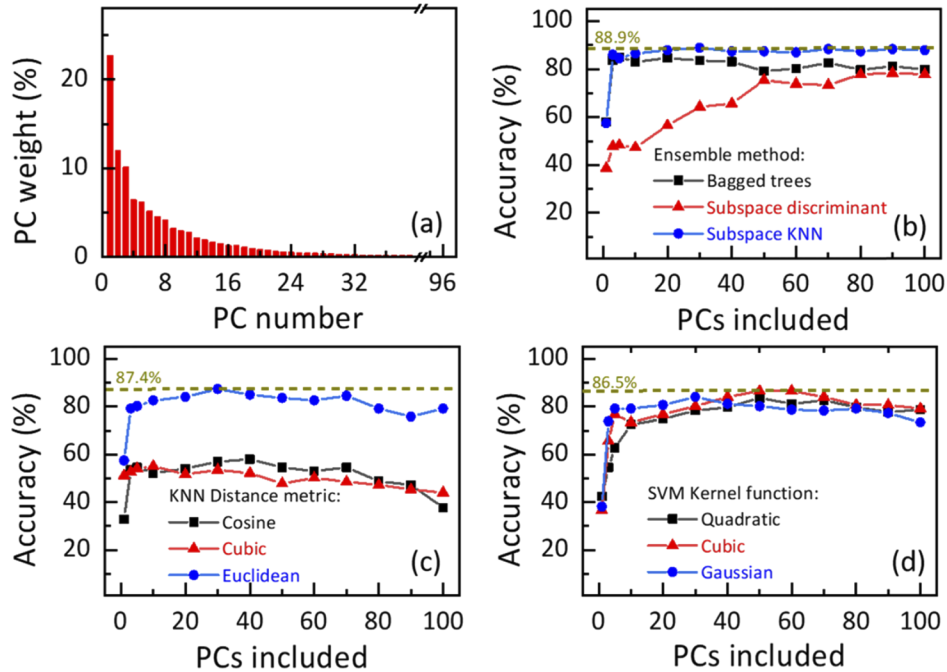 PC weight (%)
20
10
0
(a)
0 8 16 24 32 96
PC number
Accuracy (%)
100
80
60
40
20
88.9%
Ensemble method:
Bagged trees
Subspace discriminant
Subspace KNN
(b)
0 20 40 60 80 100
PCs included
Accuracy (%)
100
80
60
40
20
87.4%
KNN Distance metric:
Cosine
Cubic
Euclidean
(c)
0 20 40 60 80 100
PCs included
Accuracy (%)
100
80
60
40
20
86.5%
SVM Kernel function:
Quadratic
Cubic
Gaussian
(d)
0 20 40 60 80 100
PCs included